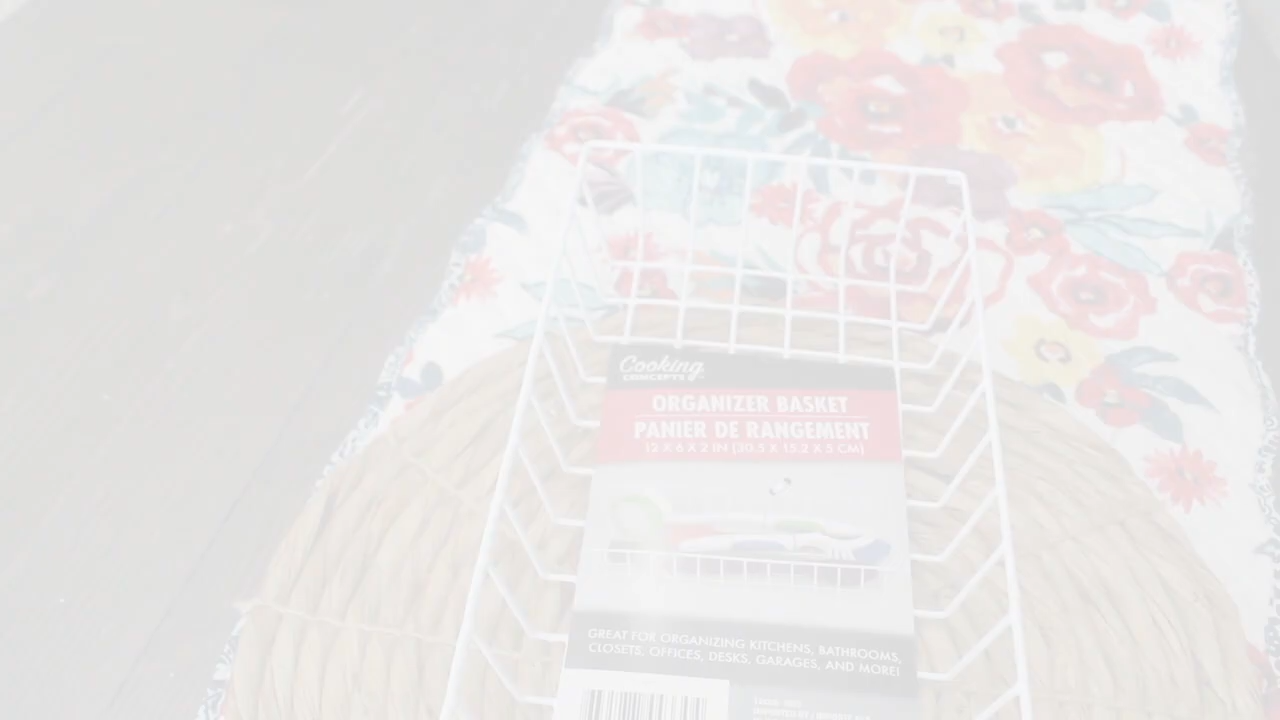 Cooking
CONCEPTS
ORGANIZER BASKET
PANIER DE RANGEMENT
12 X 6 X 2 IN (30.5 X 15.2 X 5 CM)
GREAT FOR ORGANIZING KITCHENS, BATHROOMS,
CLOSETS, OFFICES, DESKS, GARAGES, AND MORE!